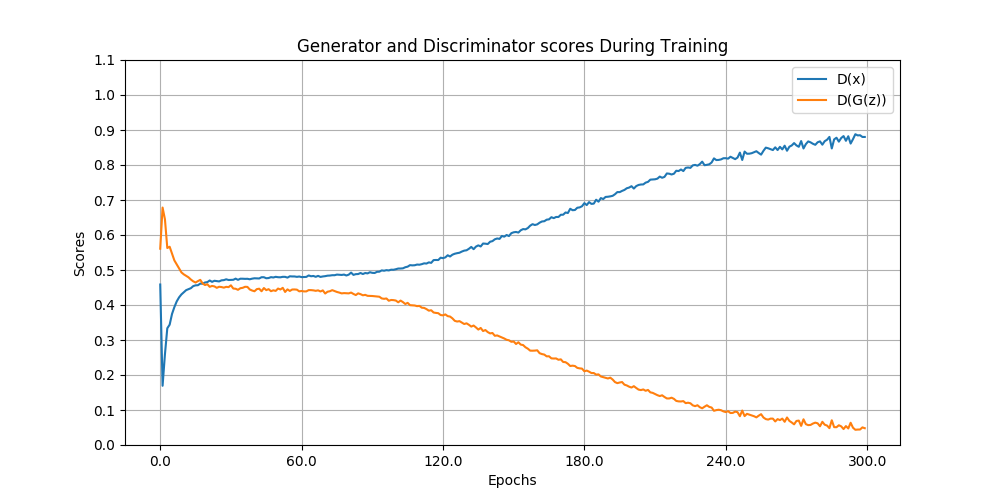 Generator and Discriminator scores During Training
1.1
1.0
0.9
0.8
0.7
0.6
0.5
0.4
0.3
0.2
0.1
0.0
Scores
D(x)
D(G(z))
0.0 60.0 120.0 180.0 240.0 300.0
Epochs